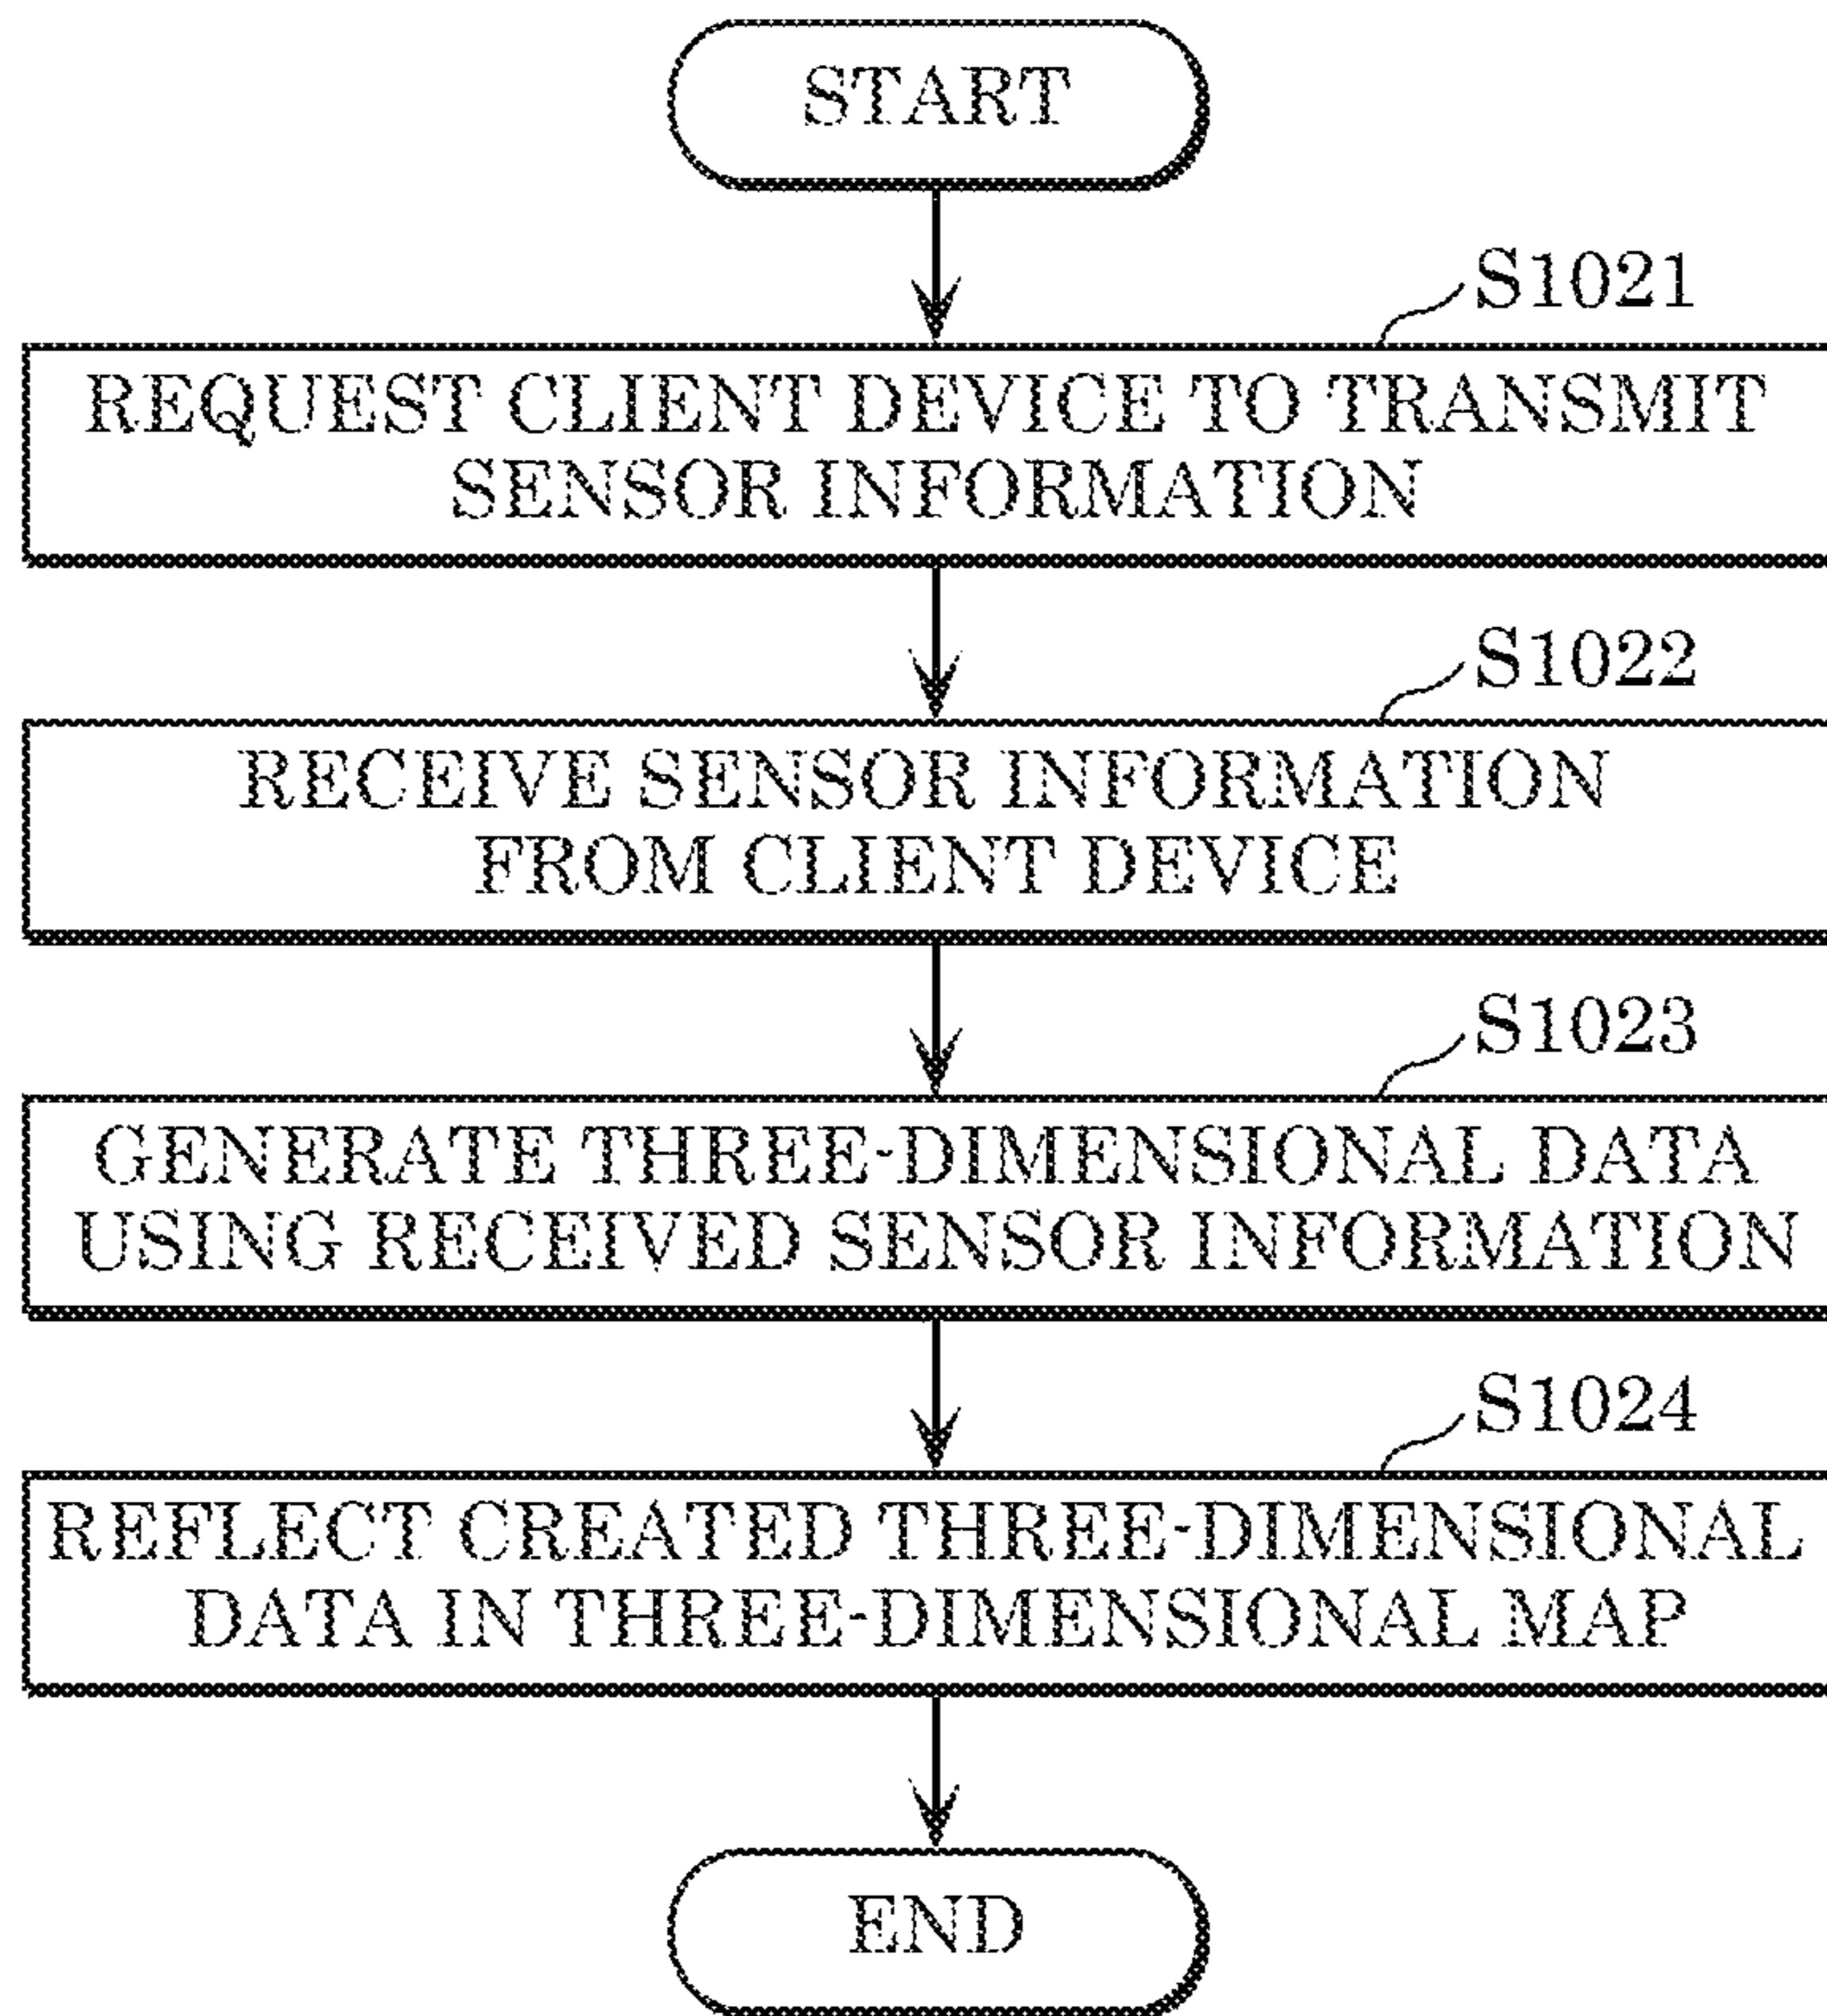 START
S1021
REQUEST CLIENT DEVICE TO TRANSMIT
SENSOR INFORMATION
S1022
RECEIVE SENSOR INFORMATION
FROM CLIENT DEVICE
S1023
GENERATE THREE-DIMENSIONAL DATA
USING RECEIVED SENSOR INFORMATION
S1024
REFLECT CREATED THREE-DIMENSIONAL
DATA IN THREE-DIMENSIONAL MAP
END